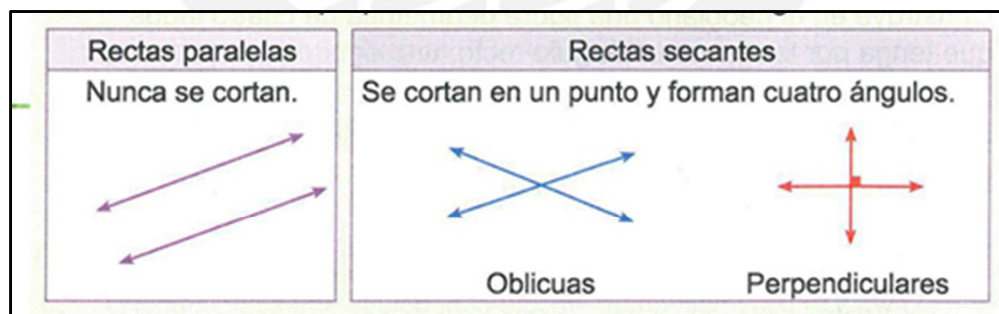 Rectas paralelas
Nunca se cortan.
Rectas secantes
Se cortan en un punto y forman cuatro ángulos.
Oblicuas
Perpendiculares